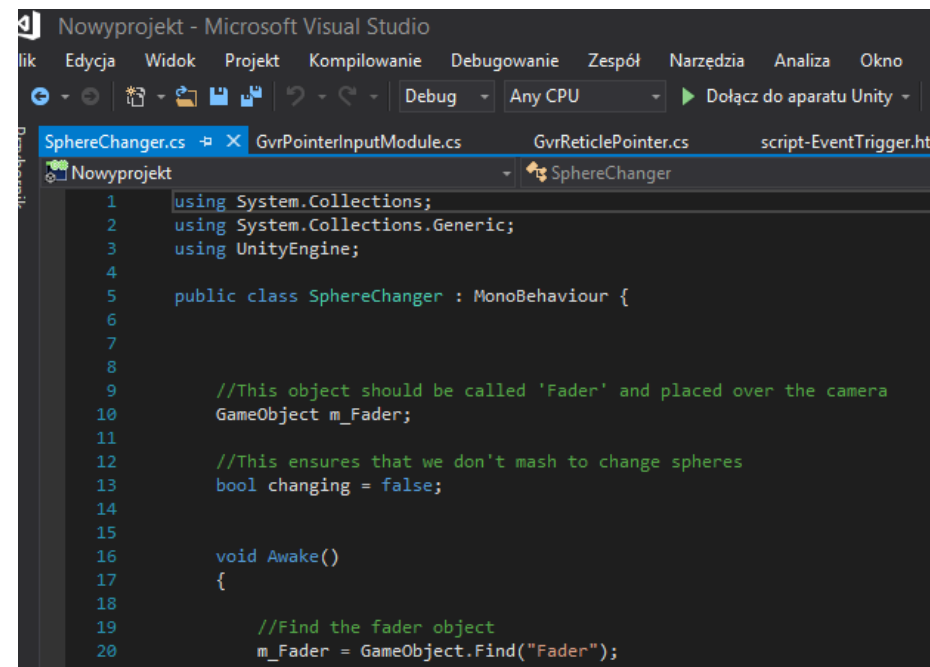 Nowyprojekt - Microsoft Visual Studio
lik Edycja Widok Projekt Kompilowanie Debugowanie Zespół Narzędzia Analiza Okno
Debug Any CPU Dołącz do aparatu Unity
SphereChanger.cs GvrPointerInputModule.cs GvrReticlePointer.cs script-EventTrigger.ht
Nowyprojekt SphereChanger
1 using System.Collections;
2 using System.Collections.Generic;
3 using UnityEngine;
4
5 public class SphereChanger : MonoBehaviour {
6
7
8
9 //This object should be called 'Fader' and placed over the camera
10 GameObject m_Fader;
11
12 //This ensures that we don't mash to change spheres
13 bool changing = false;
14
15
16 void Awake()
17 {
18
19 //Find the fader object
20 m_Fader = GameObject.Find("Fader");